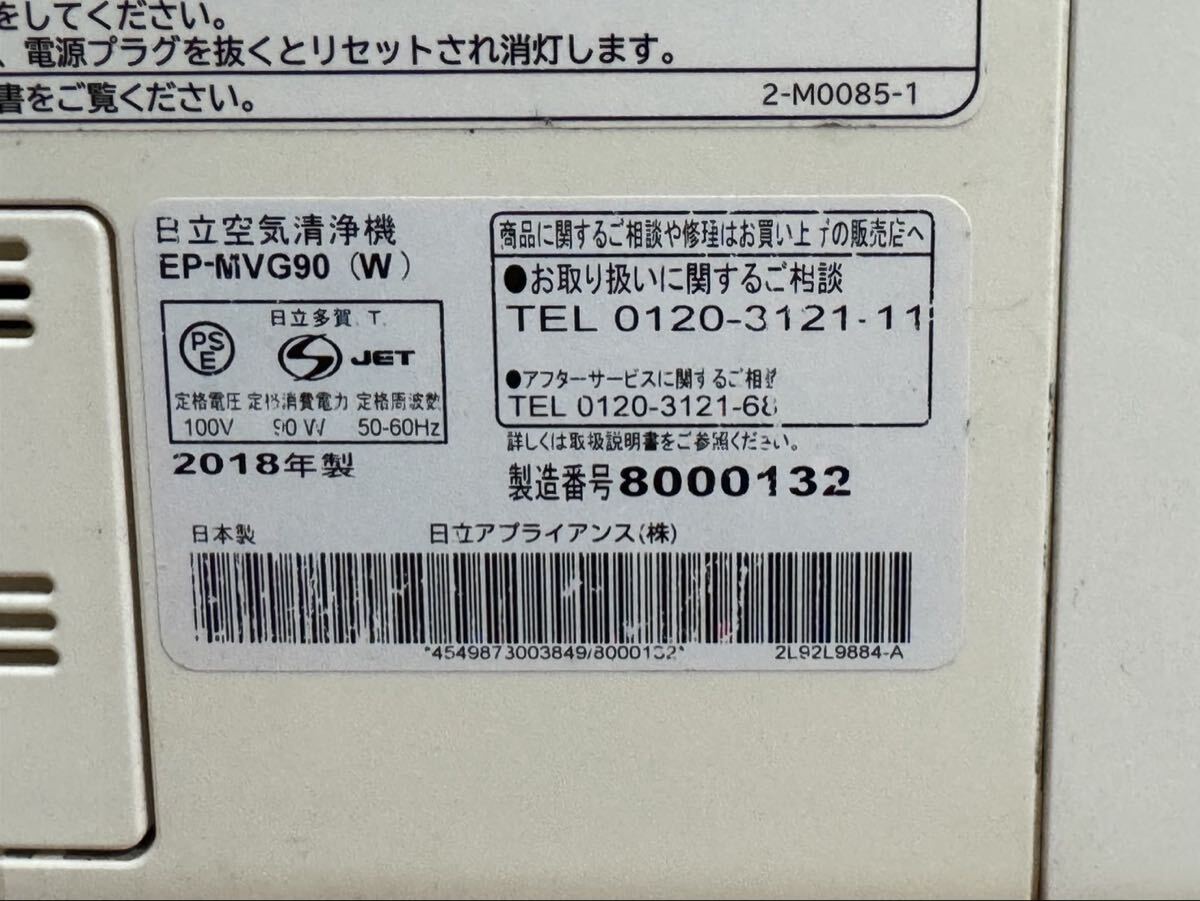 をしてください。
、電源プラグを抜くとリセットされ消灯します。
書をご覧ください。
2-M0085-1
日立空気清浄機
EP-MVG90 (W)
日立多賀.T.
PS
E
JET
定格電圧 定格消費電力 定格周波数
100V 90W 50-60Hz
2018年製
商品に関するご相談や修理はお買い上げの販売店へ
●お取り扱いに関するご相談
TEL 0120-3121-11
●アフターサービスに関するご相談
TEL 0120-3121-68
詳しくは取扱説明書をご参照ください。
製造番号 8000132
日本製
日立アプライアンス(株)
*4549873003849/8000132*
2L92L9884-A